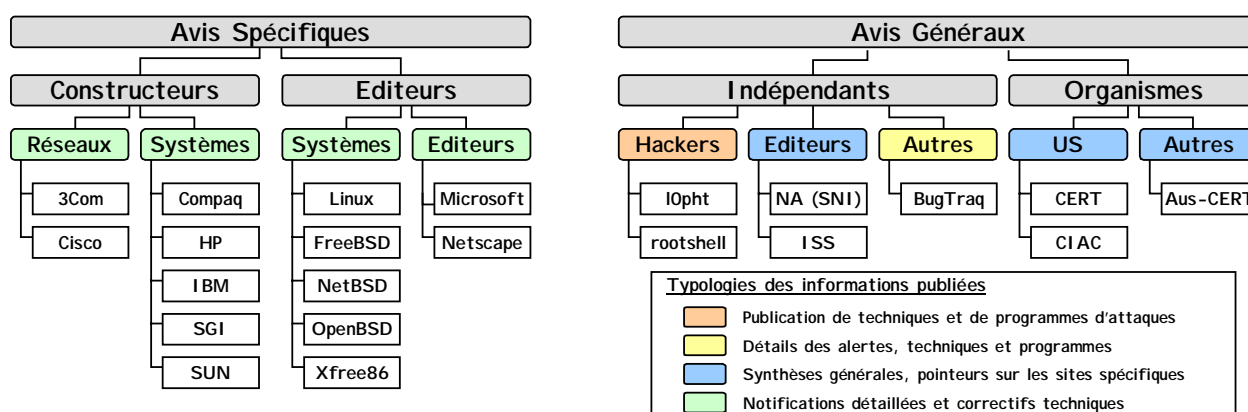 Avis Spécifiques
Avis Généraux
Constructeurs
Editeurs
Indépendants
Organismes
Réseaux
Systèmes
Systèmes
Editeurs
Hackers
Editeurs
Autres
US
Autres
3Com
Compaq
Linux
Microsoft
l0pht
NA (SNI)
BugTraq
CERT
Aus-CERT
Cisco
HP
FreeBSD
Netscape
rootshell
ISS
CIAC
IBM
NetBSD
SGI
OpenBSD
SUN
Xfree86
Typologies des informations publiées
Publication de techniques et de programmes d'attaques
Détails des alertes, techniques et programmes
Synthèses générales, pointeurs sur les sites spécifiques
Notifications détaillées et correctifs techniques